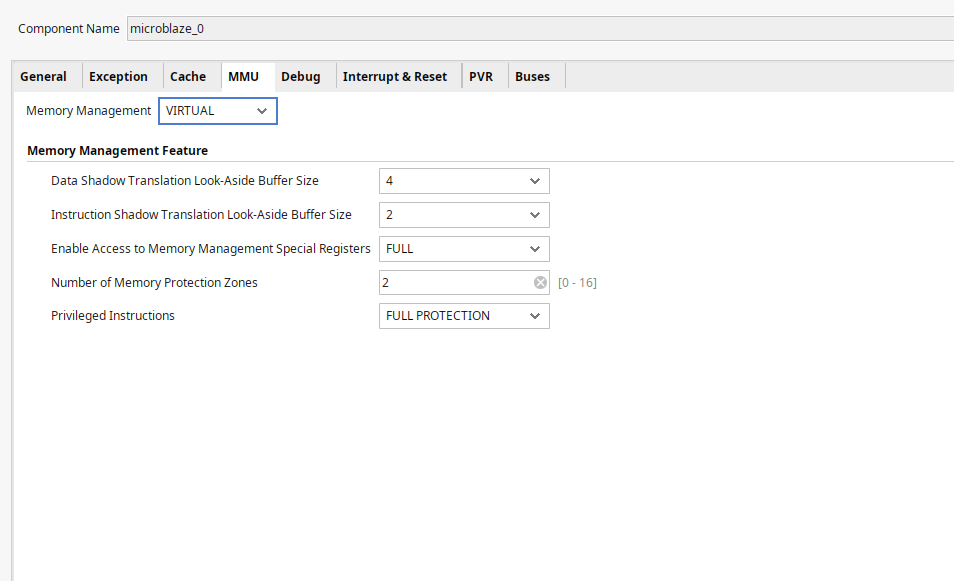 Component Name microblaze_0
General Exception Cache MMU Debug Interrupt & Reset PVR Buses
Memory Management VIRTUAL
Memory Management Feature
Data Shadow Translation Look-Aside Buffer Size 4
Instruction Shadow Translation Look-Aside Buffer Size 2
Enable Access to Memory Management Special Registers FULL
Number of Memory Protection Zones 2 [0 - 16]
Privileged Instructions FULL PROTECTION